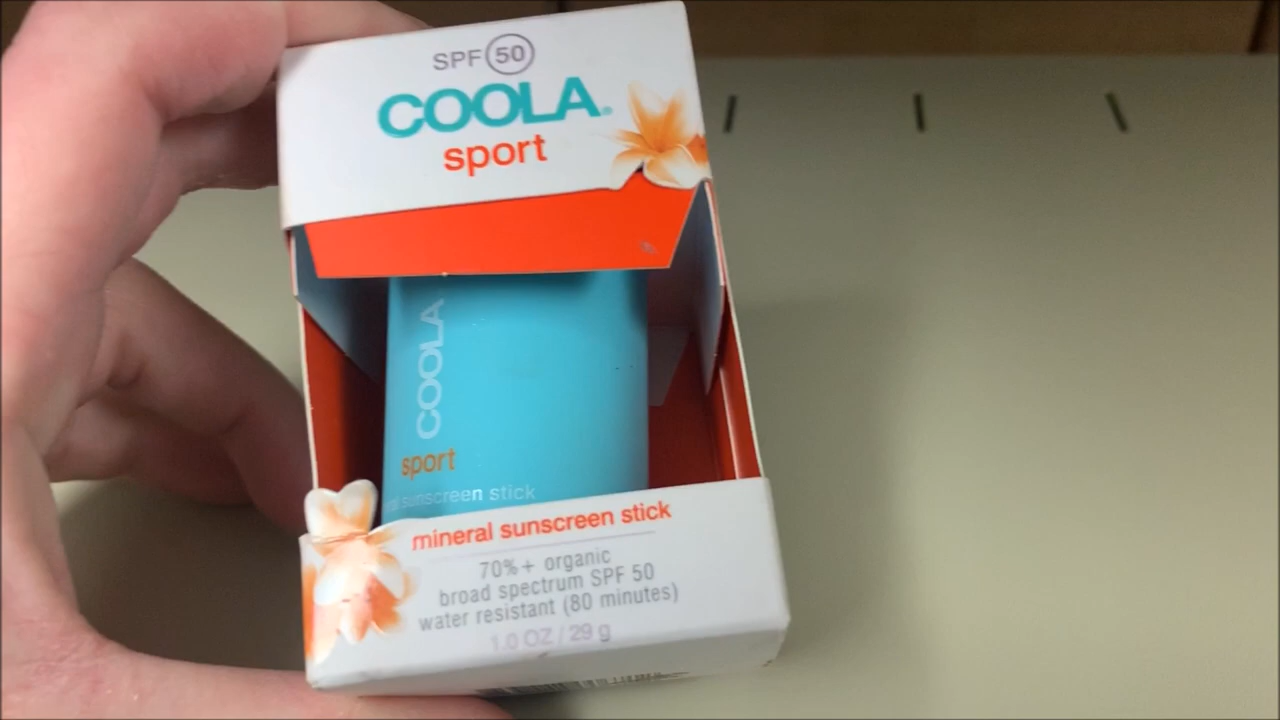 SPF 50
COOLA®
sport
COOLA
sport
sunscreen stick
mineral sunscreen stick
70%+ organic
broad spectrum SPF 50
water resistant (80 minutes)
1.0 OZ / 29 g